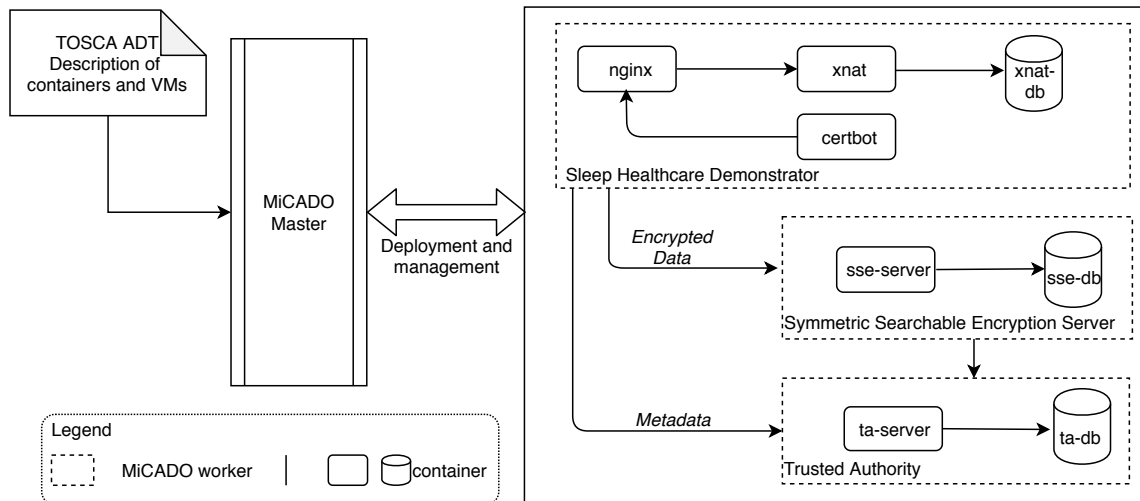 TOSCA ADT
Description of
containers and VMs
MiCADO
Master
Deployment and
management
nginx
xnat
xnat-
db
certbot
Sleep Healthcare Demonstrator
Encrypted
Data
sse-server
sse-db
Symmetric Searchable Encryption Server
Metadata
ta-server
ta-db
Trusted Authority
Legend
MiCADO worker
container